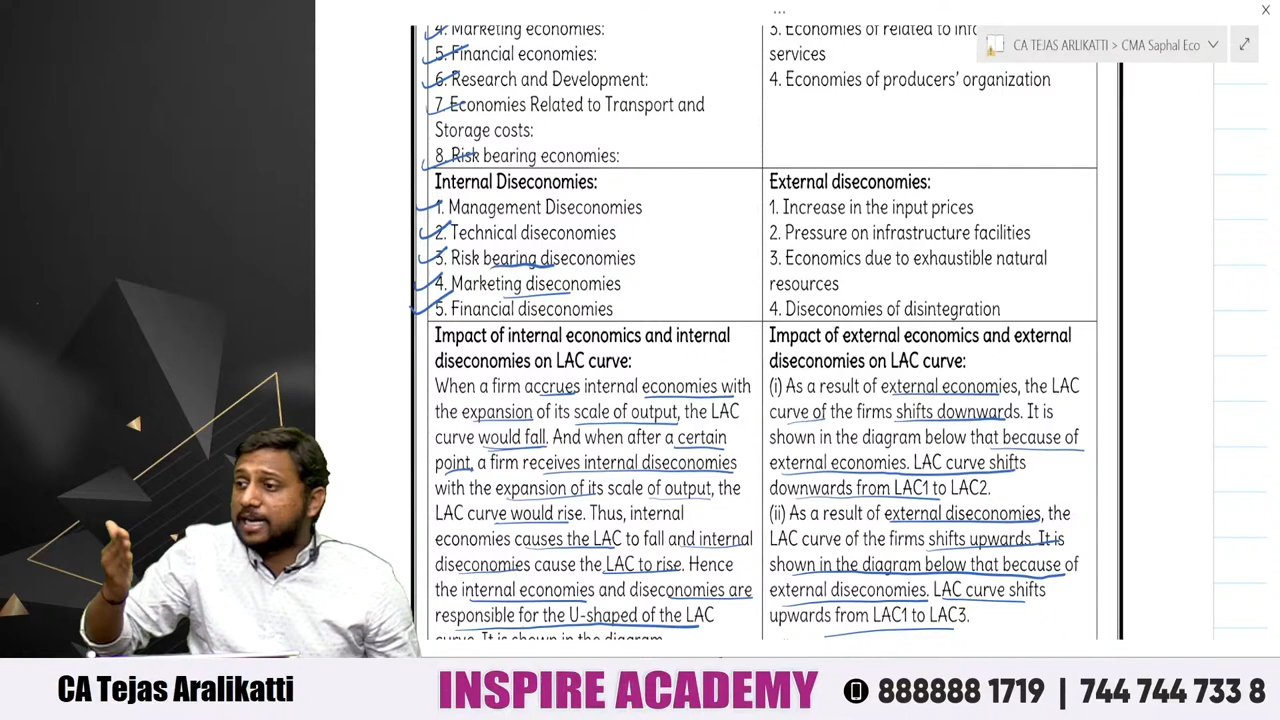 ...
X
4. Marketing economies:
5. Financial economies:
6. Research and Development:
7. Economies Related to Transport and
Storage costs:
8. Risk bearing economies:
3. Economies of related to
services
4. Economies of producers' organization
CA TEJAS ARLIKATTI > CMA Saphal Eco
Internal Diseconomies:
1. Management Diseconomies
2. Technical diseconomies
3. Risk bearing diseconomies
4. Marketing diseconomies
5. Financial diseconomies
External diseconomies:
1. Increase in the input prices
2. Pressure on infrastructure facilities
3. Economics due to exhaustible natural
resources
4. Diseconomies of disintegration
Impact of internal economics and internal
diseconomies on LAC curve:
When a firm accrues internal economies with
the expansion of its scale of output, the LAC
curve would fall. And when after a certain
point, a firm receives internal diseconomies
with the expansion of its scale of output, the
LAC curve would rise. Thus, internal
economies causes the LAC to fall and internal
diseconomies cause the LAC to rise. Hence
the internal economies and diseconomies are
responsible for the U-shaped of the LAC
curve. It is shown in the diagram
Impact of external economics and external
diseconomies on LAC curve:
(i) As a result of external economies, the LAC
curve of the firms shifts downwards. It is
shown in the diagram below that because of
external economies. LAC curve shifts
downwards from LAC1 to LAC2.
(ii) As a result of external diseconomies, the
LAC curve of the firms shifts upwards. It is
shown in the diagram below that because of
external diseconomies. LAC curve shifts
upwards from LAC1 to LAC3.
CA Tejas Aralikatti
INSPIRE ACADEMY
888888 1719 | 744 744 733 8